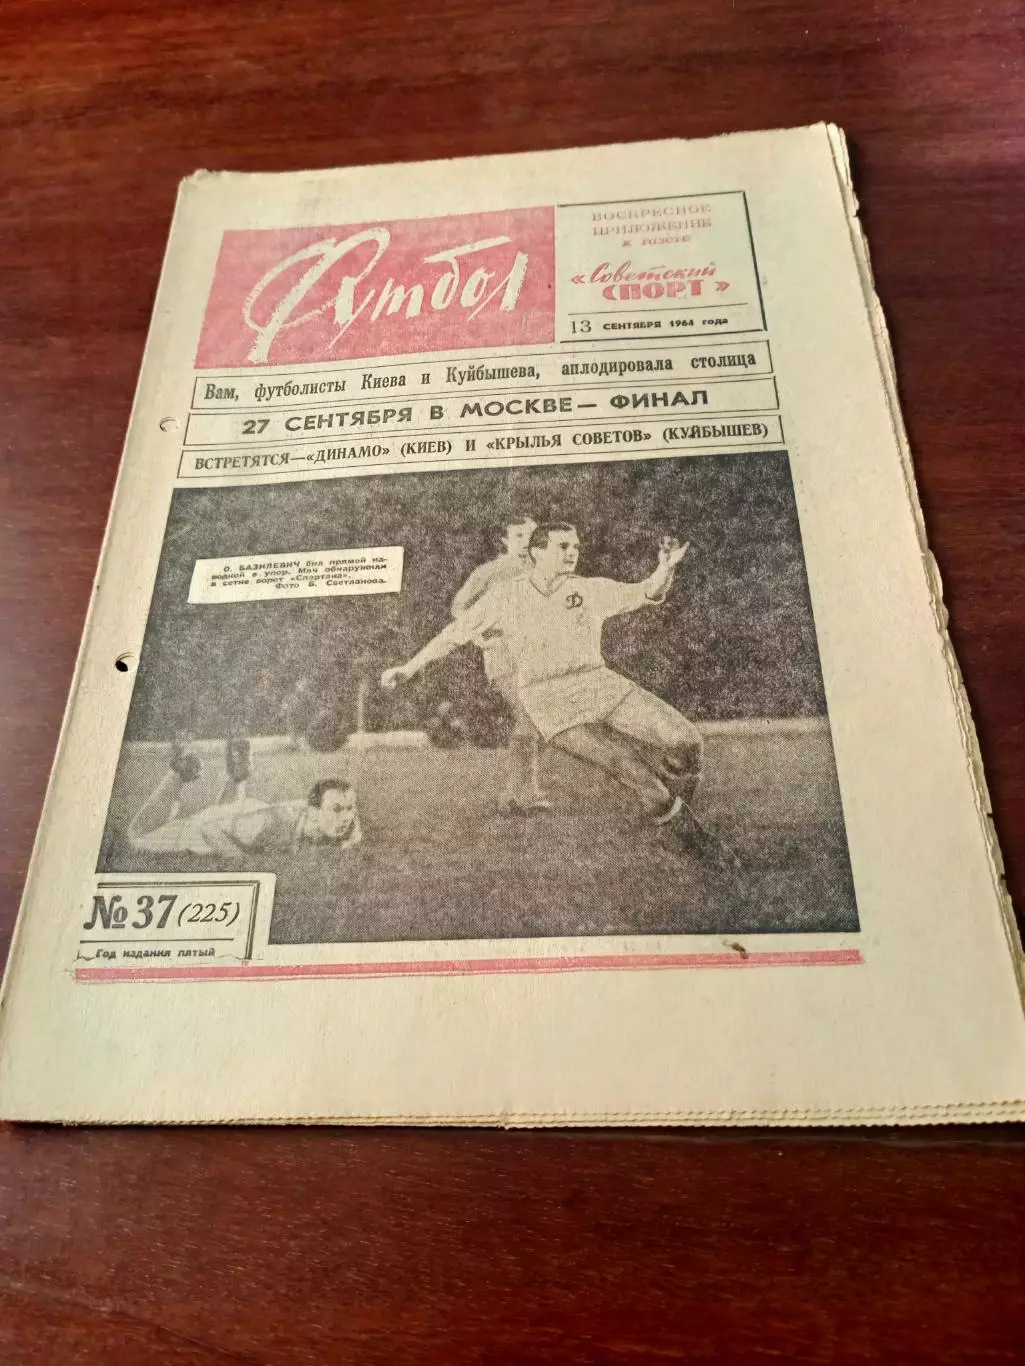 Футбол
ВОСКРЕСНОЕ
ПРИЛОЖЕНИЕ
к газете
«Советский
СПОРТ»
13 СЕНТЯБРЯ 1964 года
Вам, футболисты Киева и Куйбышева, аплодировала столица
27 СЕНТЯБРЯ В МОСКВЕ — ФИНАЛ
ВСТРЕТЯТСЯ—«ДИНАМО» (КИЕВ) И «КРЫЛЬЯ СОВЕТОВ» (КУЙБЫШЕВ)
О. БАЗИЛЕВИЧ бил прямой на-
водкой в упор. Мяч обнаружили
в сетке ворот «Спартака».
Фото Б. Светланова.
Д
№ 37 (225)
Год издания пятый